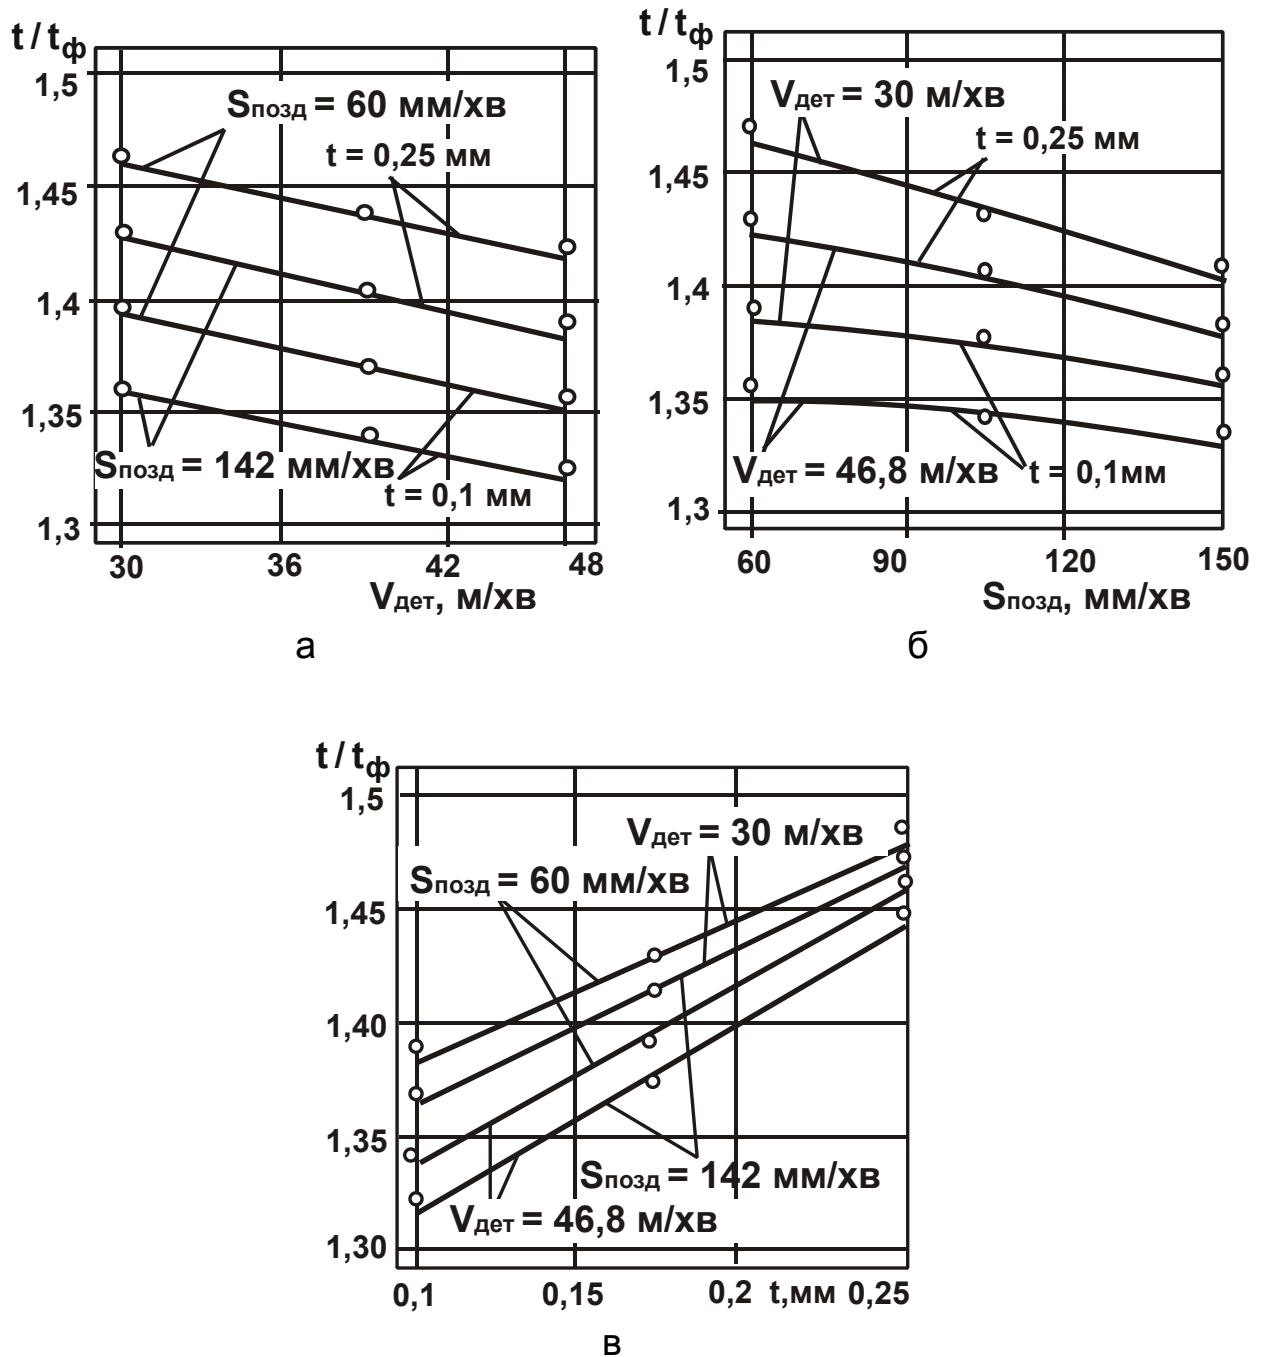 t / tф
1,5
1,45
1,4
1,35
1,3
Sпозд = 60 мм/хв
t = 0,25 мм
Sпозд = 142 мм/хв
t = 0,1 мм
30 36 42 48
Vдет, м/хв
а
t / tф
1,5
1,45
1,4
1,35
1,3
Vдет = 30 м/хв
t = 0,25 мм
Vдет = 46,8 м/хв
t = 0,1мм
60 90 120 150
Sпозд, мм/хв
б
t / tф
1,5
1,45
1,40
1,35
1,30
Vдет = 30 м/хв
Sпозд = 60 мм/хв
Sпозд = 142 мм/хв
Vдет = 46,8 м/хв
0,1 0,15 0,2 t,мм 0,25
в